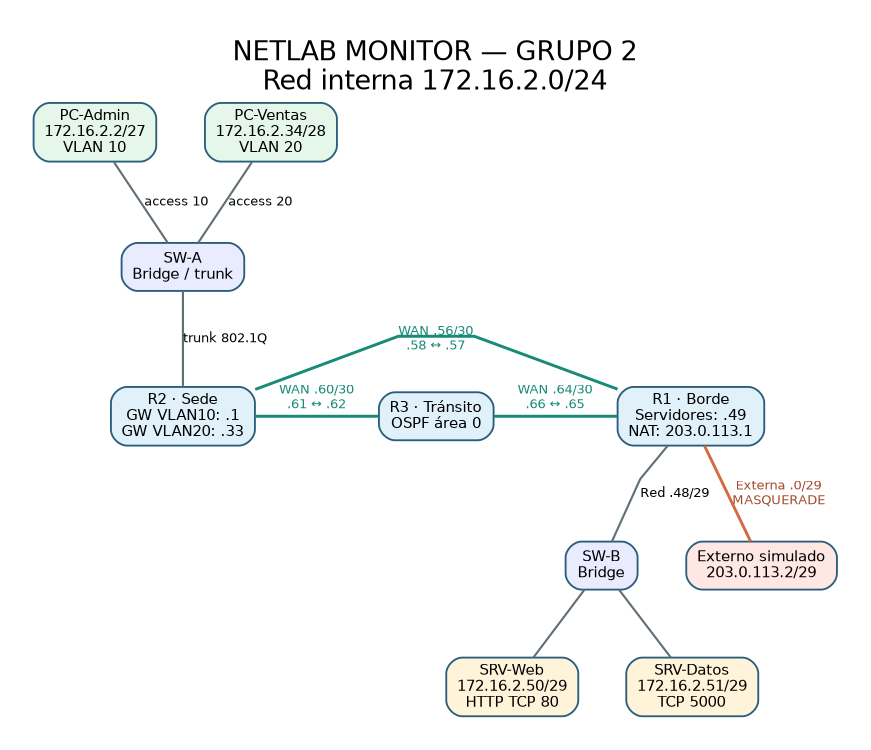 NETLAB MONITOR — GRUPO 2
Red interna 172.16.2.0/24
PC-Admin
172.16.2.2/27
VLAN 10
PC-Ventas
172.16.2.34/28
VLAN 20
access 10
access 20
SW-A
Bridge / trunk
trunk 802.1Q
WAN .56/30
.58 ↔ .57
R2 · Sede
GW VLAN10: .1
GW VLAN20: .33
WAN .60/30
.61 ↔ .62
R3 · Tránsito
OSPF área 0
WAN .64/30
.66 ↔ .65
R1 · Borde
Servidores: .49
NAT: 203.0.113.1
Red .48/29
Externa .0/29
MASQUERADE
SW-B
Bridge
Externo simulado
203.0.113.2/29
SRV-Web
172.16.2.50/29
HTTP TCP 80
SRV-Datos
172.16.2.51/29
TCP 5000